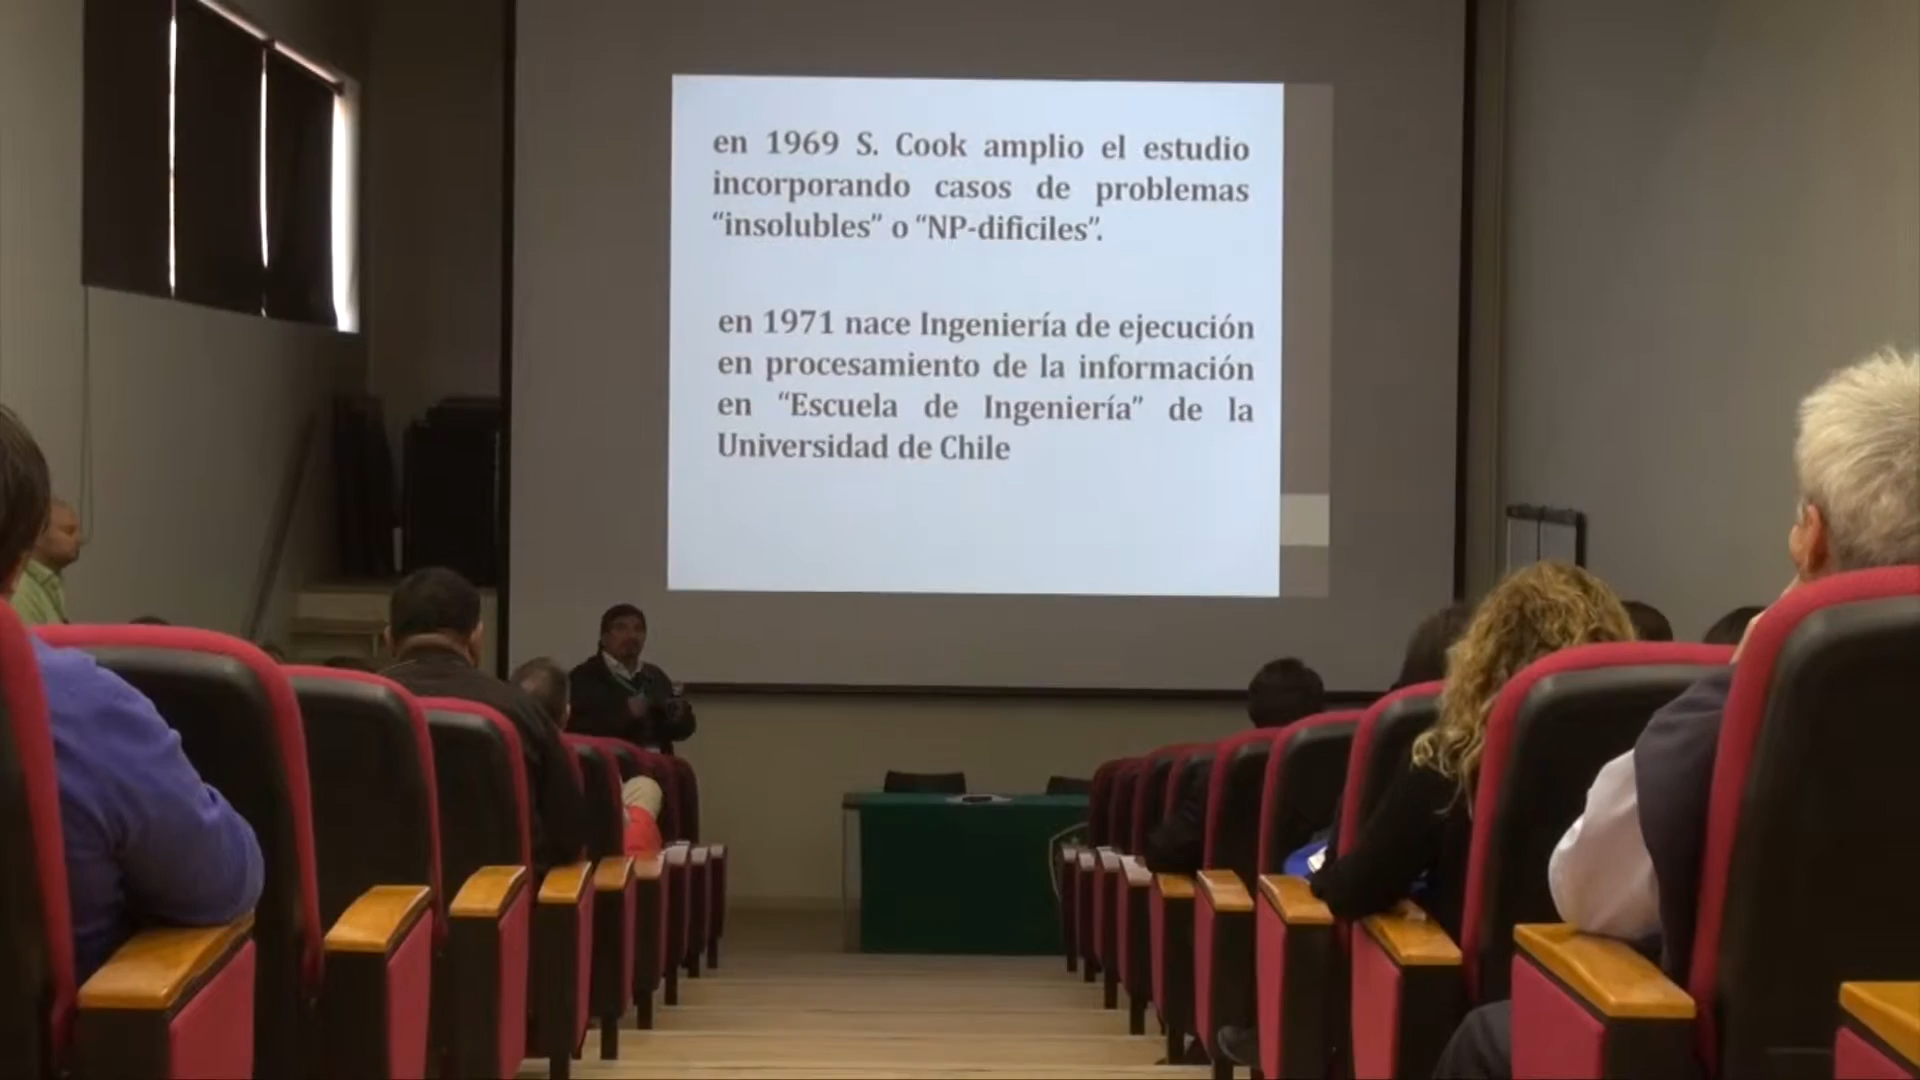 en 1969 S. Cook amplio el estudio
incorporando casos de problemas
“insolubles” o “NP-dificiles”.
en 1971 nace Ingeniería de ejecución
en procesamiento de la información
en “Escuela de Ingeniería” de la
Universidad de Chile